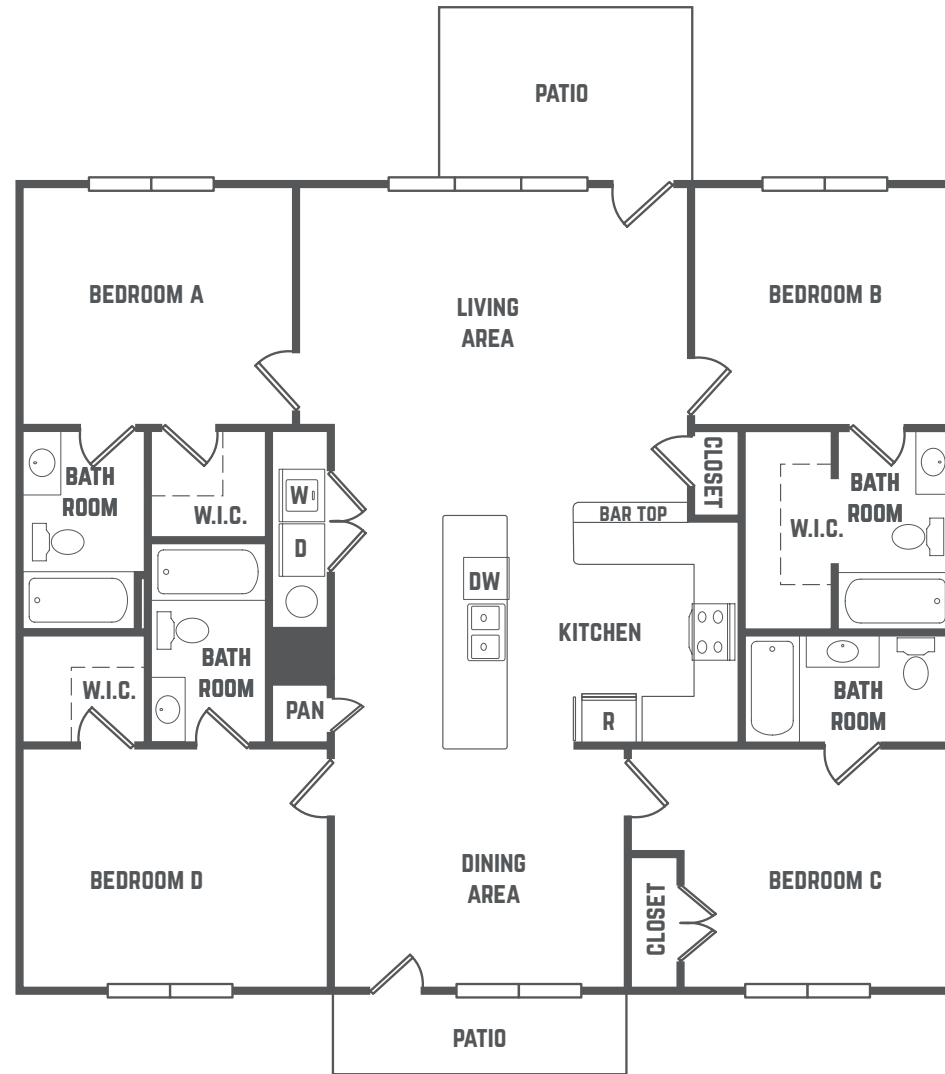 PATIO
BEDROOM A
LIVING
AREA
BEDROOM B
BATH
ROOM
W.I.C.
W
D
CLOSET
BAR TOP
W.I.C.
BATH
ROOM
DW
KITCHEN
W.I.C.
BATH
ROOM
PAN
R
BATH
ROOM
BEDROOM D
DINING
AREA
CLOSET
BEDROOM C
PATIO